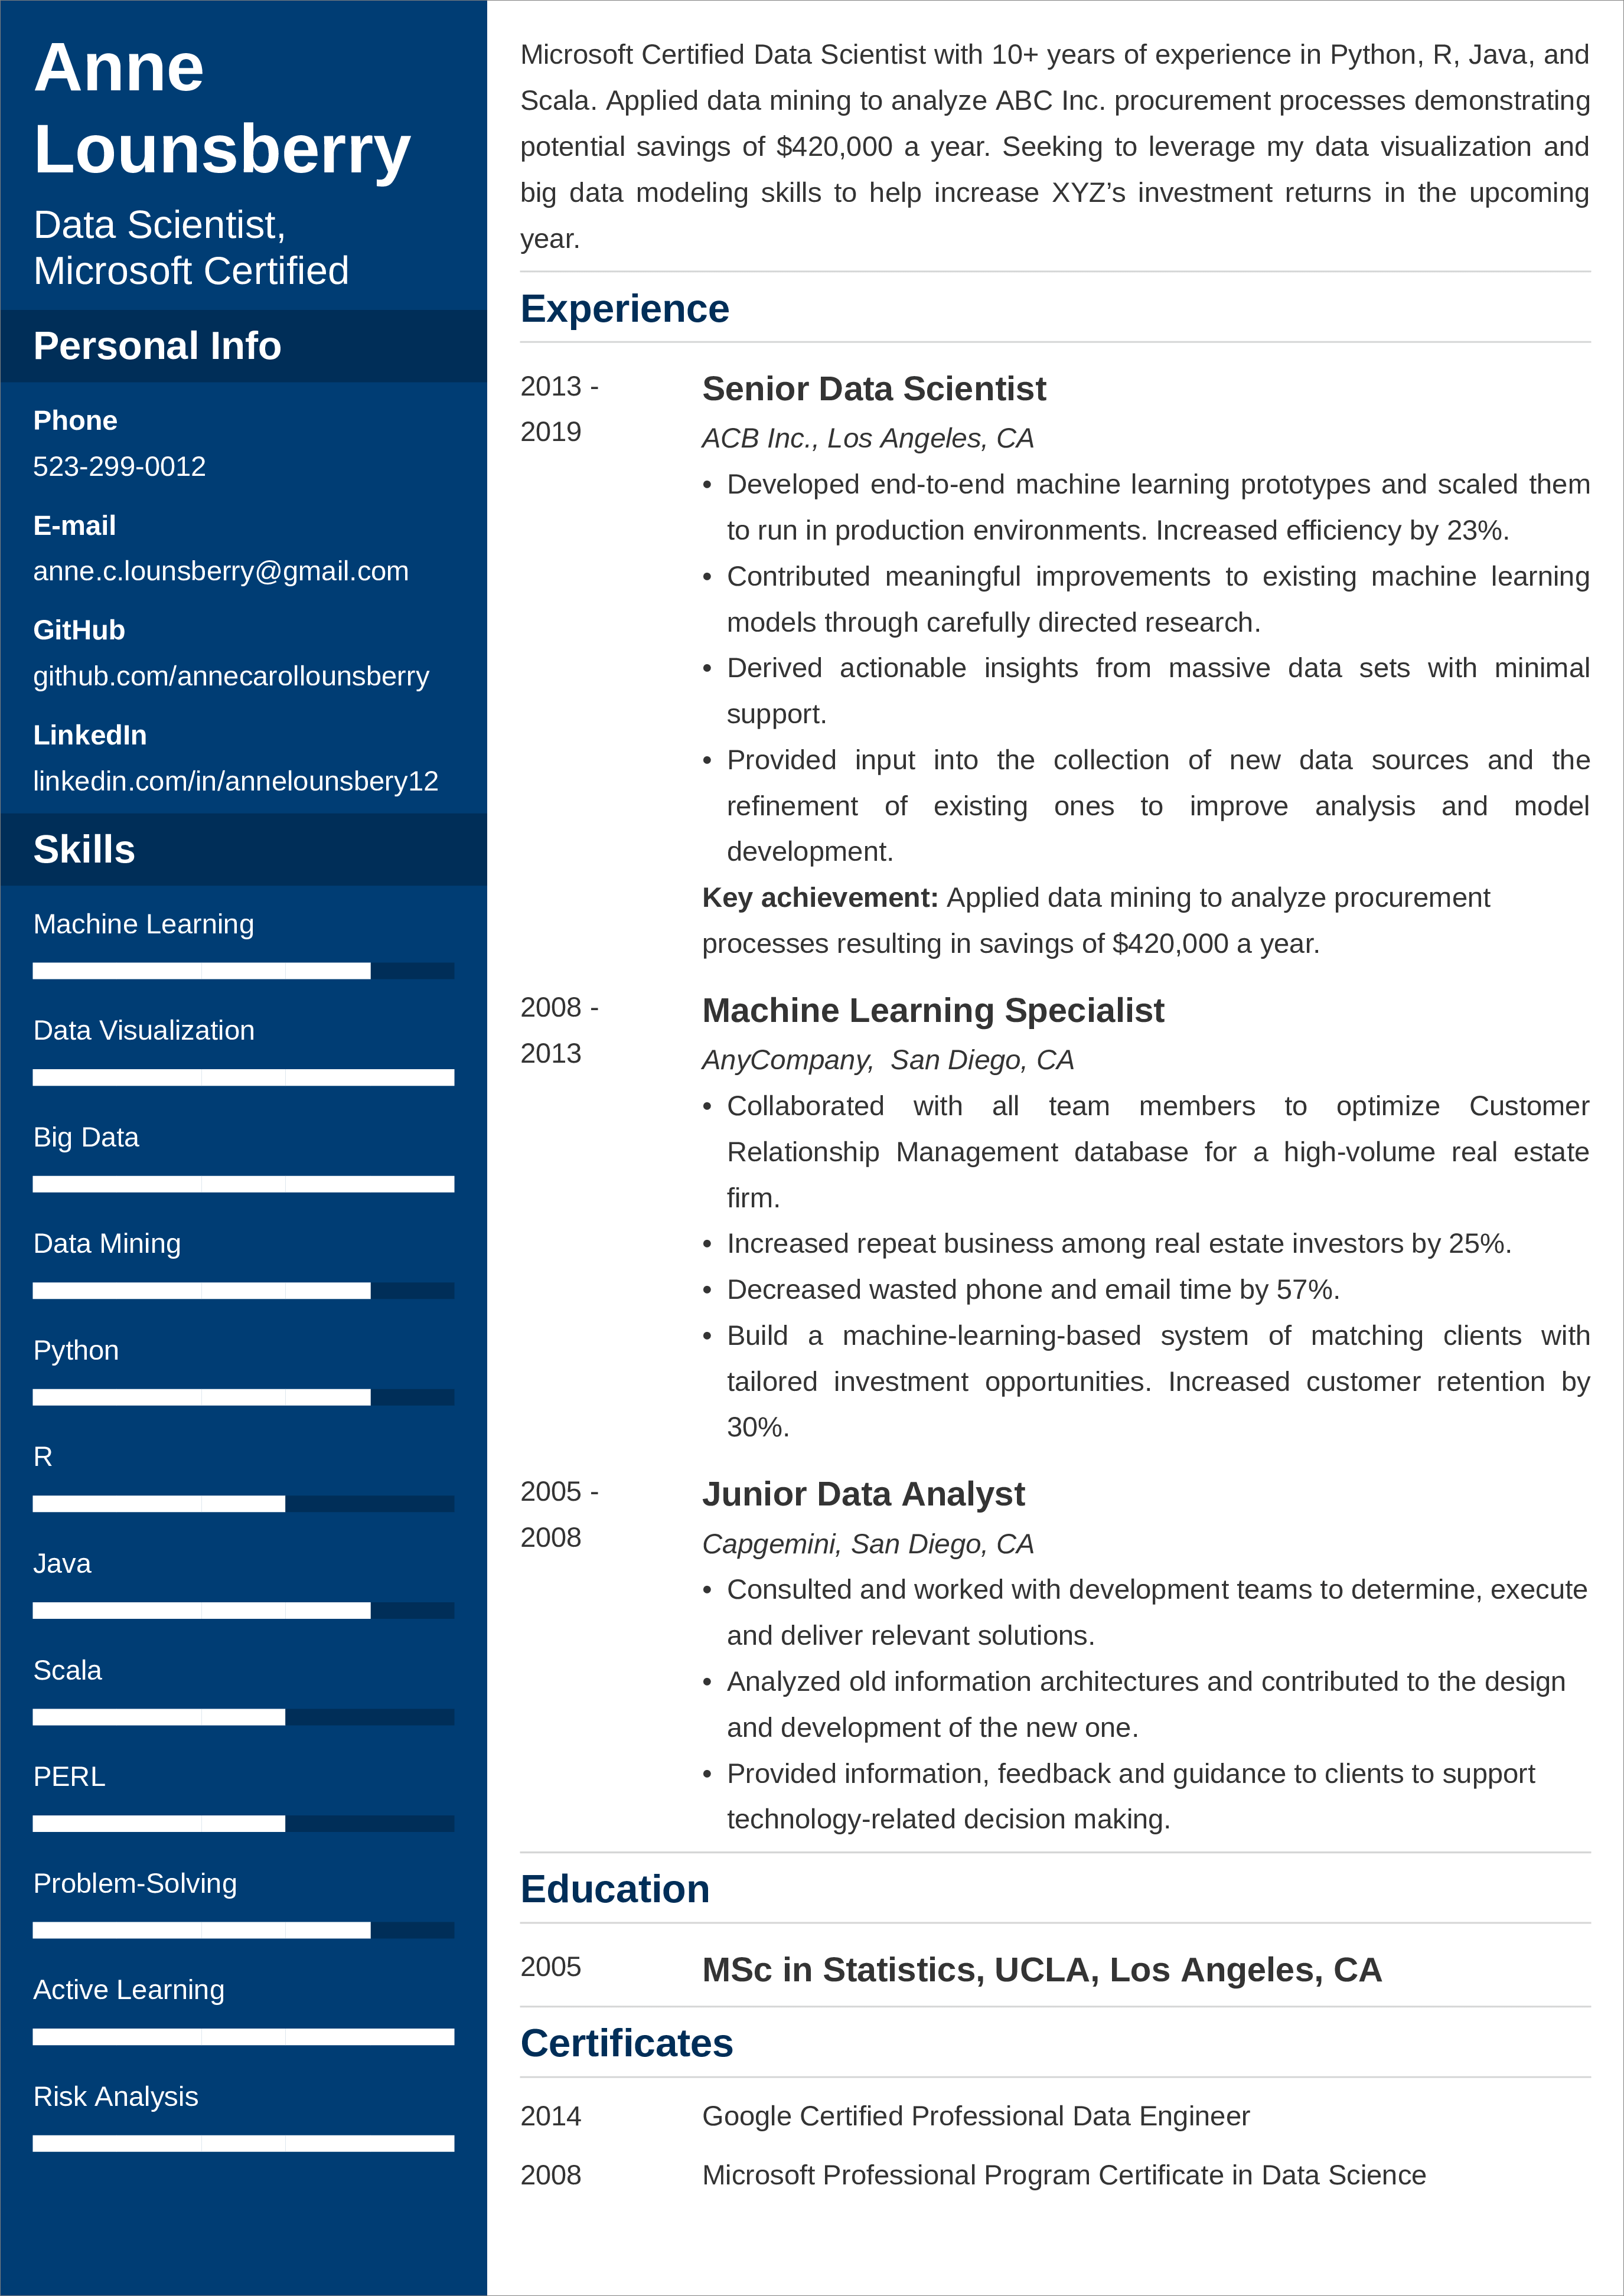 Anne
Lounsberry
Data Scientist,
Microsoft Certified
Personal Info
Phone
523-299-0012
E-mail
anne.c.lounsberry@gmail.com
GitHub
github.com/annecarollounsberry
LinkedIn
linkedin.com/in/annelounsbery12
Skills
Machine Learning
Data Visualization
Big Data
Data Mining
Python
R
Java
Scala
PERL
Problem-Solving
Active Learning
Risk Analysis
Microsoft Certified Data Scientist with 10+ years of experience in Python, R, Java, and
Scala. Applied data mining to analyze ABC Inc. procurement processes demonstrating
potential savings of $420,000 a year. Seeking to leverage my data visualization and
big data modeling skills to help increase XYZ’s investment returns in the upcoming
year.
Experience
2013 -
2019
Senior Data Scientist
ACB Inc., Los Angeles, CA
• Developed end-to-end machine learning prototypes and scaled them
to run in production environments. Increased efficiency by 23%.
• Contributed meaningful improvements to existing machine learning
models through carefully directed research.
• Derived actionable insights from massive data sets with minimal
support.
• Provided input into the collection of new data sources and the
refinement of existing ones to improve analysis and model
development.
Key achievement: Applied data mining to analyze procurement
processes resulting in savings of $420,000 a year.
2008 -
2013
Machine Learning Specialist
AnyCompany,  San Diego, CA
• Collaborated with all team members to optimize Customer
Relationship Management database for a high-volume real estate
firm.
• Increased repeat business among real estate investors by 25%.
• Decreased wasted phone and email time by 57%.
• Build a machine-learning-based system of matching clients with
tailored investment opportunities. Increased customer retention by
30%.
2005 -
2008
Junior Data Analyst
Capgemini, San Diego, CA
• Consulted and worked with development teams to determine, execute
and deliver relevant solutions.
• Analyzed old information architectures and contributed to the design
and development of the new one.
• Provided information, feedback and guidance to clients to support
technology-related decision making.
Education
2005
MSc in Statistics, UCLA, Los Angeles, CA
Certificates
2014
Google Certified Professional Data Engineer
2008
Microsoft Professional Program Certificate in Data Science